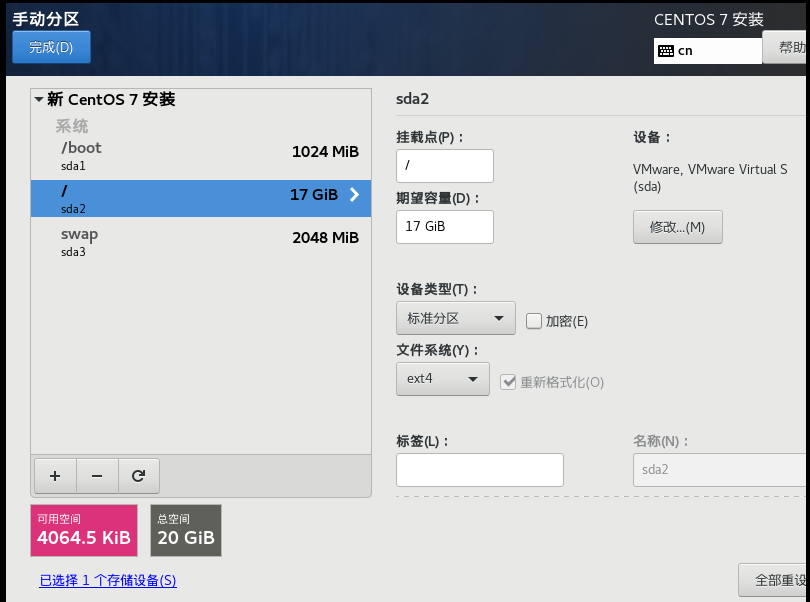 手动分区
CENTOS 7 安装
完成(D)
cn
帮助
新 CentOS 7 安装
系统
/boot
1024 MiB
sda1
/
17 GiB
sda2
swap
2048 MiB
sda3
sda2
挂载点(P)：
/
设备：
VMware, VMware Virtual S
(sda)
期望容量(D)：
17 GiB
修改...(M)
设备类型(T)：
标准分区
加密(E)
文件系统(Y)：
ext4
重新格式化(O)
标签(L)：
名称(N)：
sda2
可用空间
4064.5 KiB
总空间
20 GiB
已选择 1 个存储设备(S)
全部重设